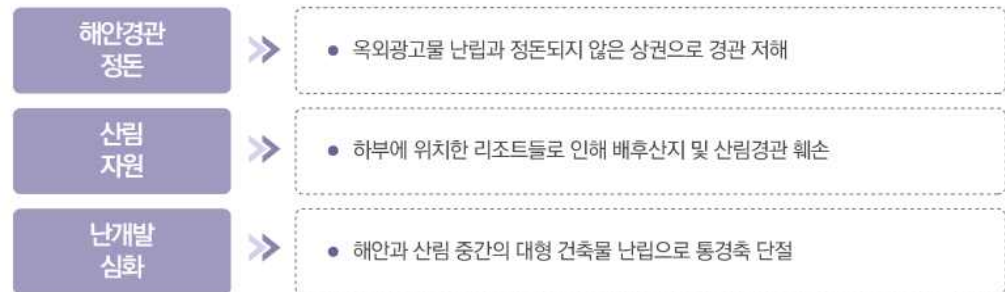 해안경관
정돈
• 옥외광고물 난립과 정돈되지 않은 상권으로 경관 저해
산림
자원
• 하부에 위치한 리조트들로 인해 배후산지 및 산림경관 훼손
난개발
심화
• 해안과 산림 중간의 대형 건축물 난립으로 통경축 단절